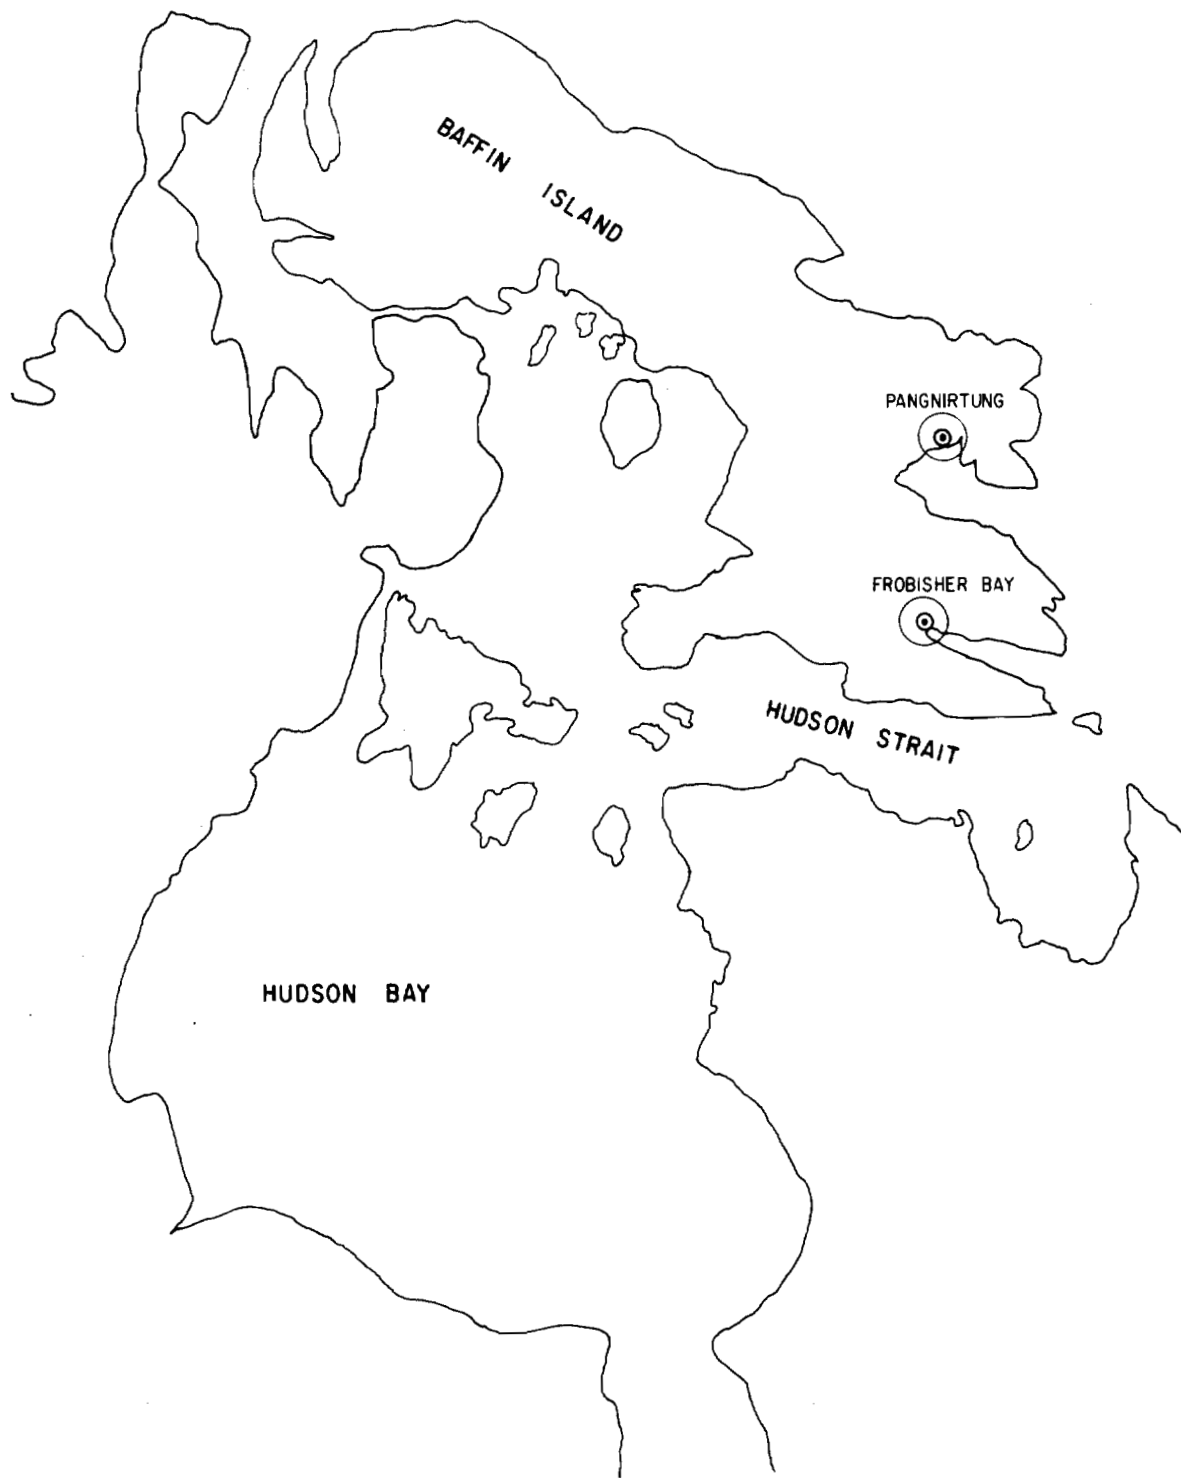 BAFFIN ISLAND
PANGNIRTUNG
FROBISHER BAY
HUDSON STRAIT
HUDSON BAY